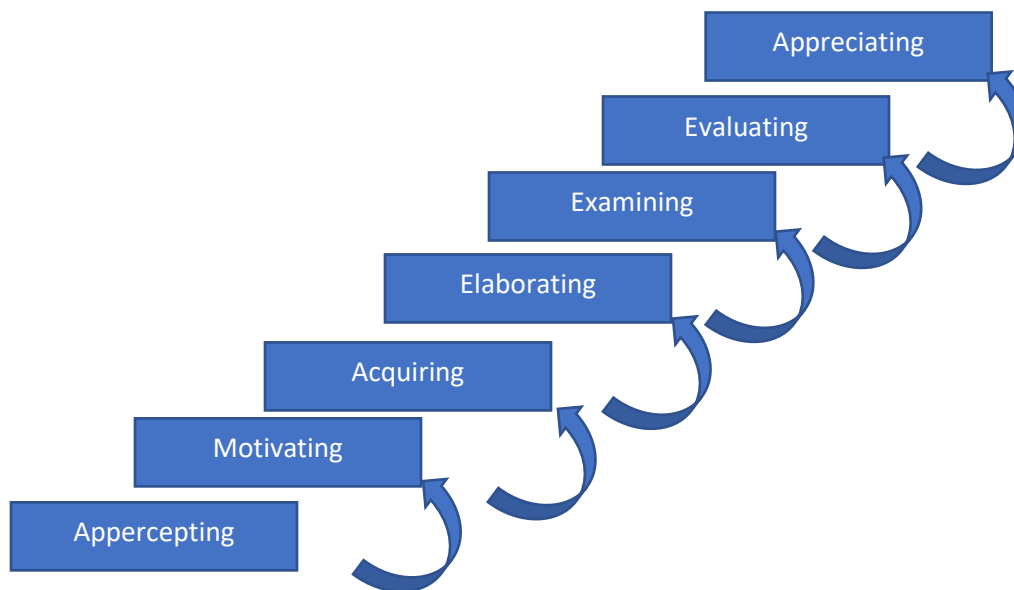 Appreciating
Evaluating
Examining
Elaborating
Acquiring
Motivating
Appercepting